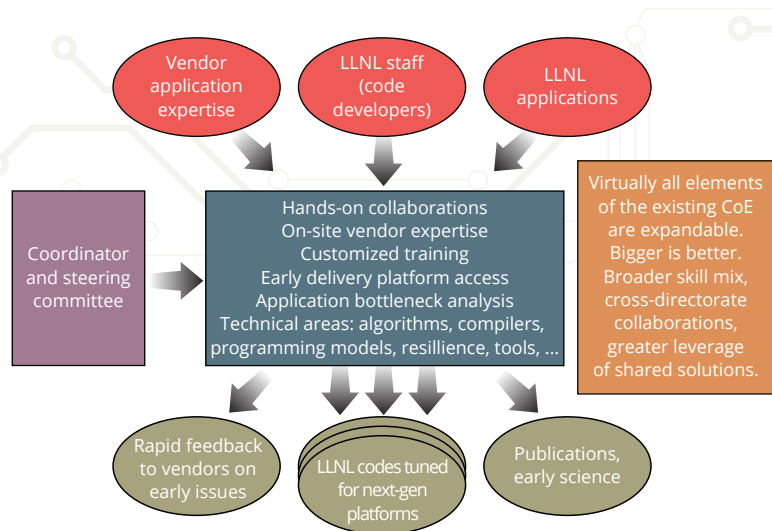 Vendor
application
expertise
LLNL staff
(code
developers)
LLNL
applications
Coordinator
and steering
committee
Hands-on collaborations
On-site vendor expertise
Customized training
Early delivery platform access
Application bottleneck analysis
Technical areas: algorithms, compilers,
programming models, resillience, tools, ...
Virtually all elements
of the existing CoE
are expandable.
Bigger is better.
Broader skill mix,
cross-directorate
collaborations,
greater leverage
of shared solutions.
Rapid feedback
to vendors on
early issues
LLNL codes tuned
for next-gen
platforms
Publications,
early science